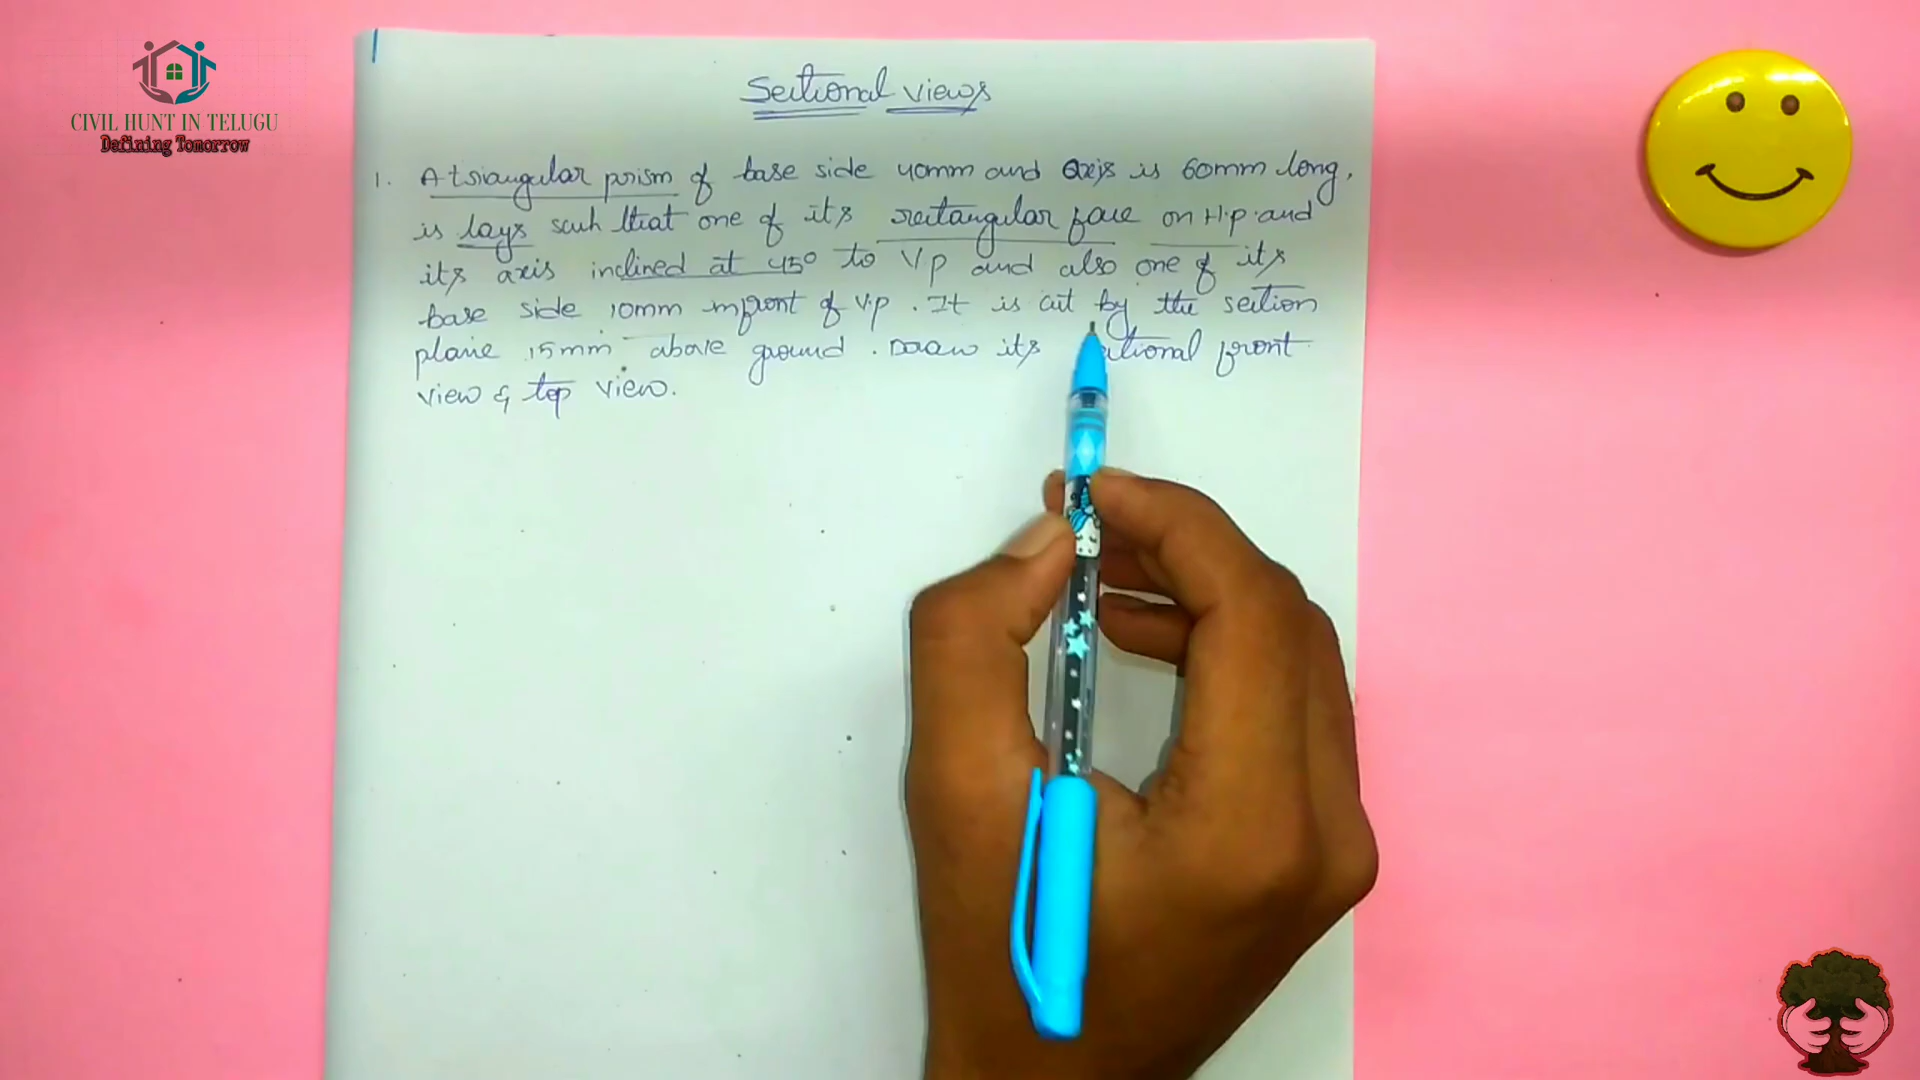 CIVIL HUNT IN TELUGU
Defining Tomorrow
Sectional views
1. A triangular prism of base side 40mm and axis is 60mm long,
is lays such that one of its rectangular face on H.p. and
its axis inclined at 45° to V p and also one of its
base side 10mm infront of v.p. It is cut by the section
plane 15mm above ground. Draw its front
view & top view.